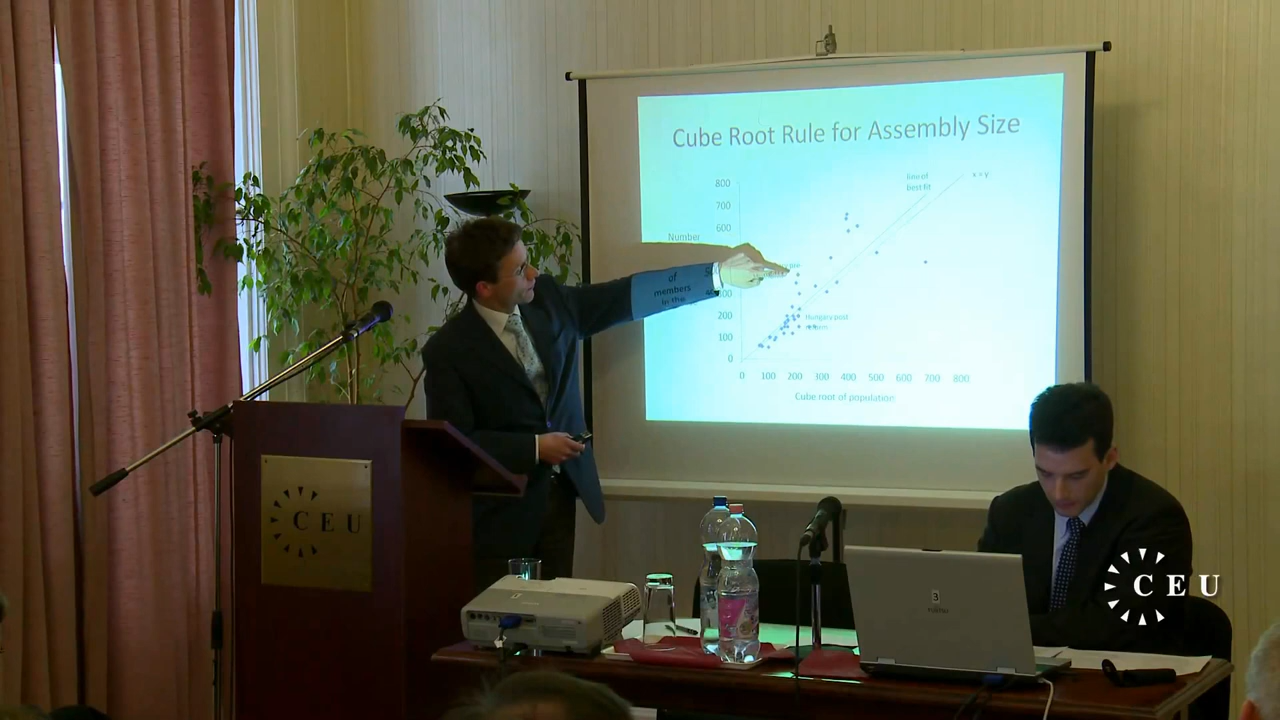 Cube Root Rule for Assembly Size
800
700
600
300
200
100
0
Number
of
members
in the
line of
best fit
x = y
Hungary post
0 100 200 300 400 500 600 700 800
Cube root of population
CEU
3
FUJITSU
CEU